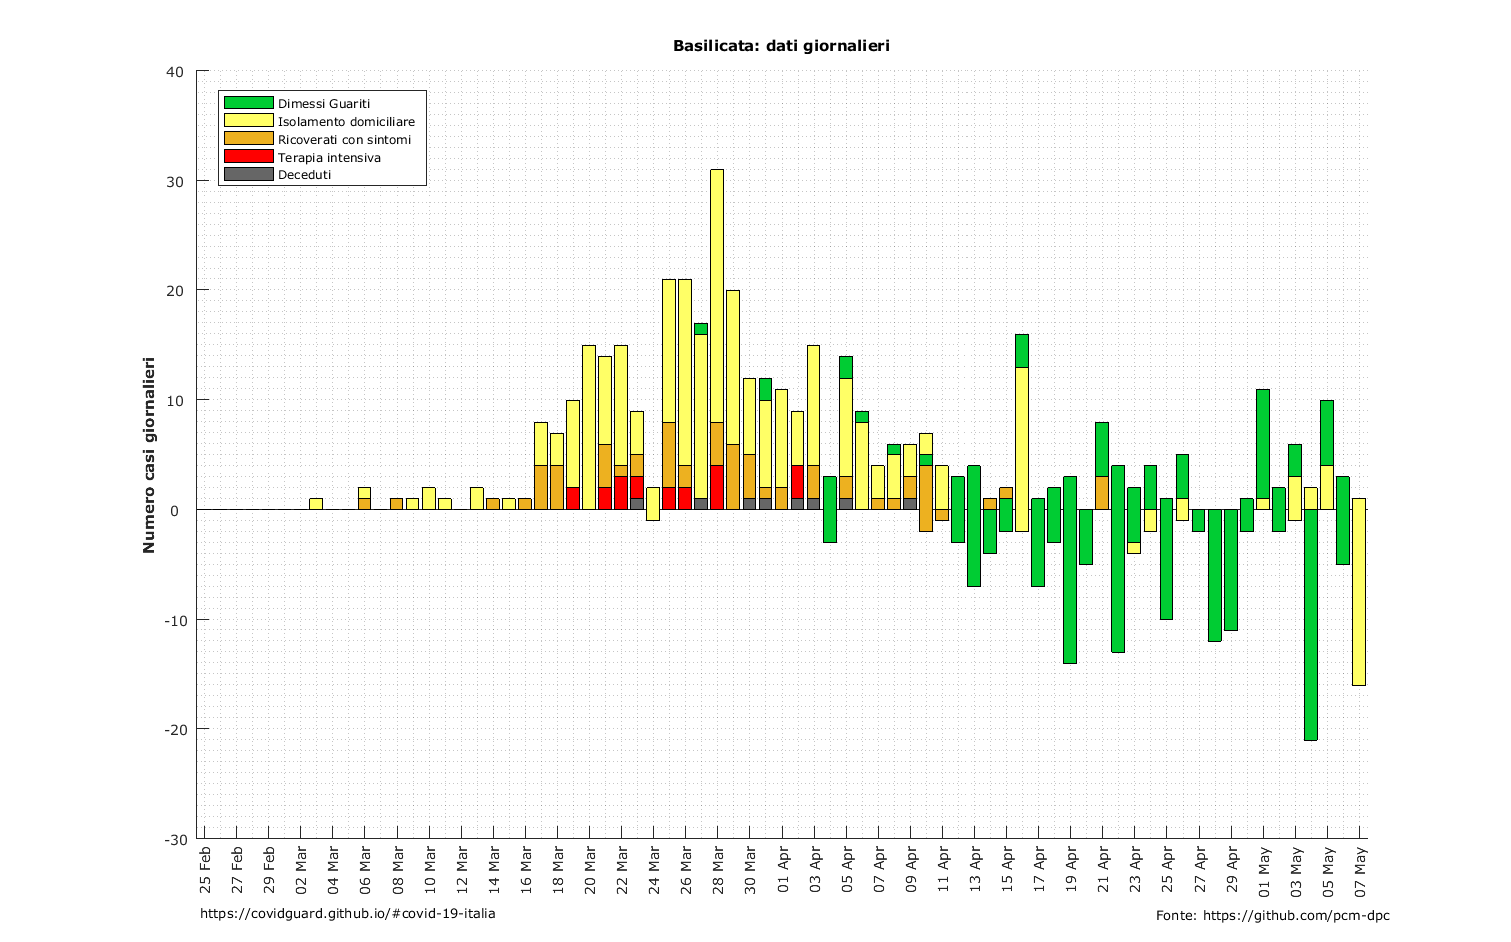 Basilicata: dati giornalieri
40
30
20
10
0
-10
-20
-30
Numero casi giornalieri
Dimessi Guariti
Isolamento domiciliare
Ricoverati con sintomi
Terapia intensiva
Deceduti
25 Feb
27 Feb
29 Feb
02 Mar
04 Mar
06 Mar
08 Mar
10 Mar
12 Mar
14 Mar
16 Mar
18 Mar
20 Mar
22 Mar
24 Mar
26 Mar
28 Mar
30 Mar
01 Apr
03 Apr
05 Apr
07 Apr
09 Apr
11 Apr
13 Apr
15 Apr
17 Apr
19 Apr
21 Apr
23 Apr
25 Apr
27 Apr
29 Apr
01 May
03 May
05 May
07 May
https://covidguard.github.io/#covid-19-italia
Fonte: https://github.com/pcm-dpc